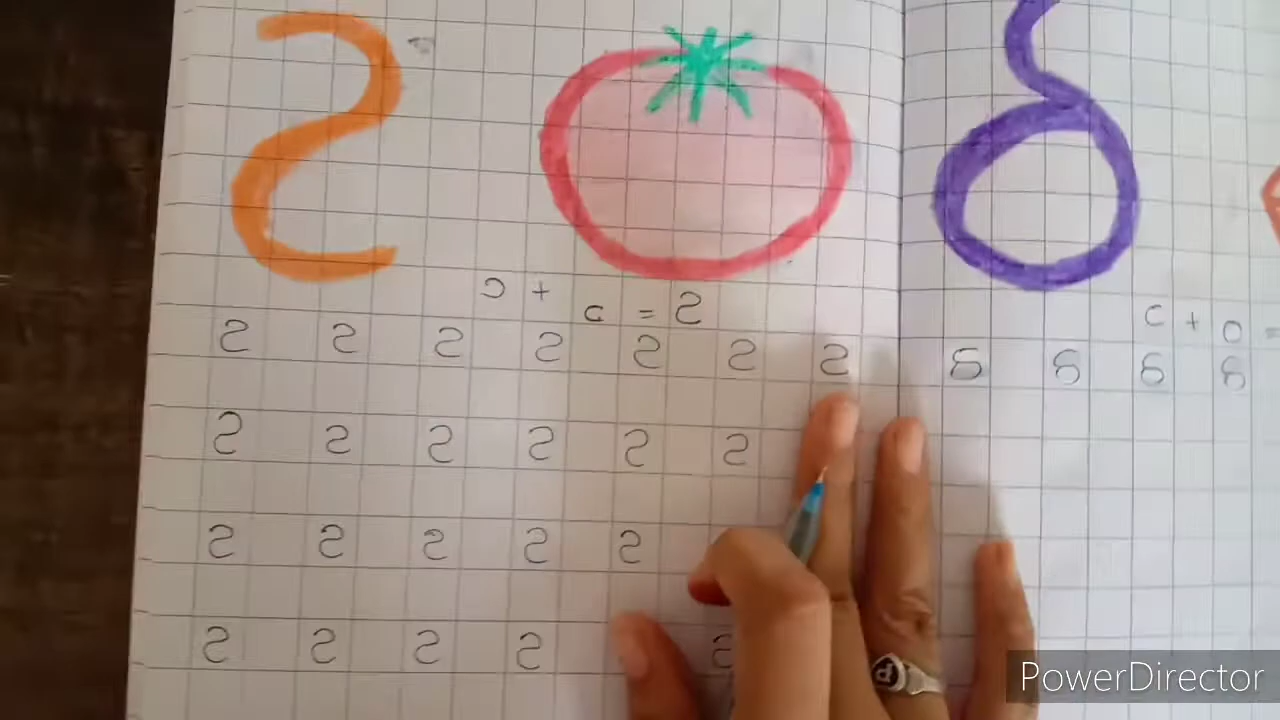 ટ
+ = ટ
ટ ટ ટ ટ ટ ટ ટ
ટ ટ ટ ટ ટ ટ
ટ ટ ટ ટ ટ
ટ ટ ટ ટ ટ
ઠ
+ =
ઠ ઠ ઠ ઠ
PowerDirector